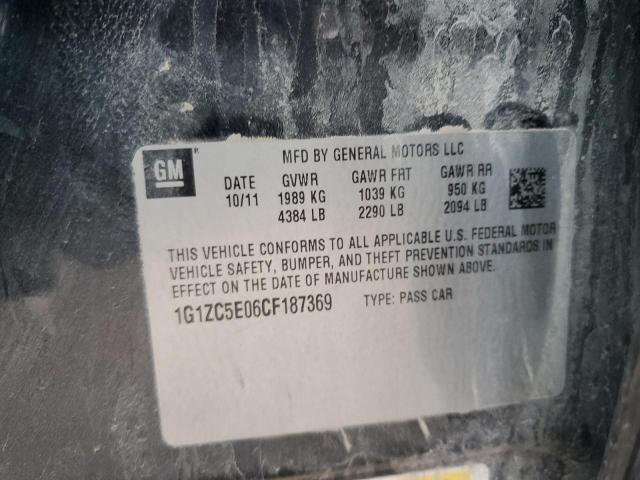 GM ® MFD BY GENERAL MOTORS LLC
DATE GVWR GAWR FRT GAWR RR
10/11 1989 KG 1039 KG 950 KG
4384 LB 2290 LB 2094 LB
THIS VEHICLE CONFORMS TO ALL APPLICABLE U.S. FEDERAL MOTOR
VEHICLE SAFETY, BUMPER, AND THEFT PREVENTION STANDARDS IN
EFFECT ON THE DATE OF MANUFACTURE SHOWN ABOVE.
1G1ZC5E06CF187369 TYPE: PASS CAR